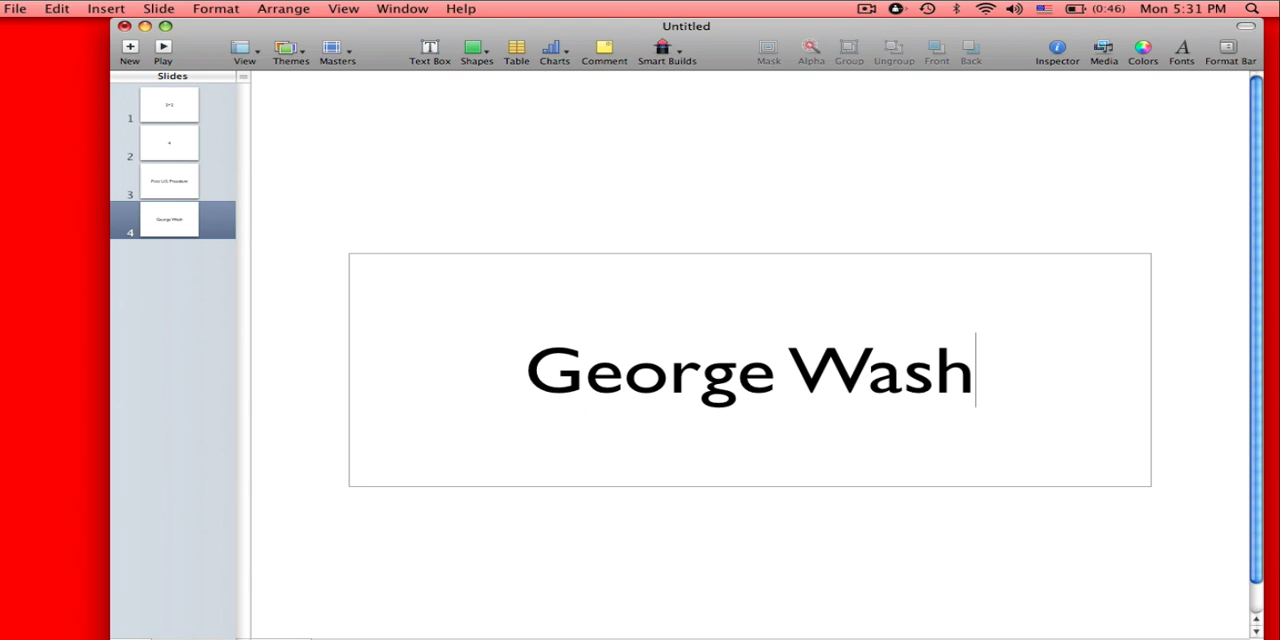 File Edit Insert Slide Format Arrange View Window Help (0:46) Mon 5:31 PM
Untitled
New Play View Themes Masters Text Box Shapes Table Charts Comment Smart Builds Mask Alpha Group Ungroup Front Back Inspector Media Colors Fonts Format Bar
Slides
1
2
4
3
George Wash
4
George Wash